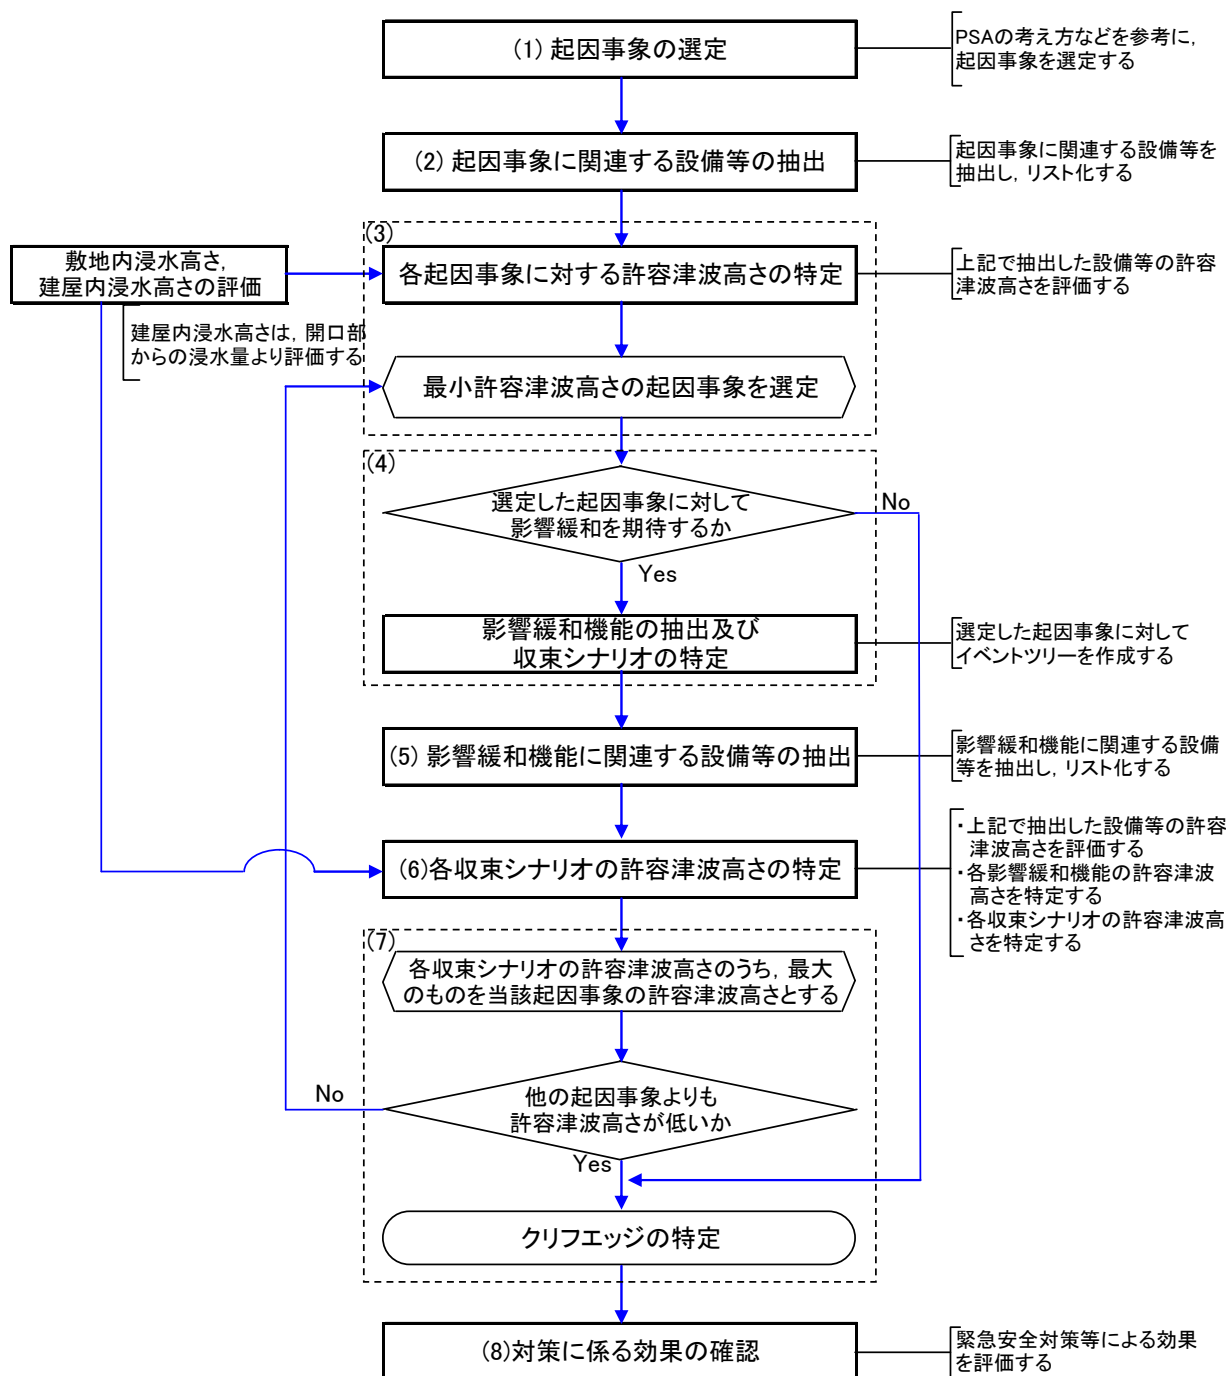 (1) 起因事象の選定
PSAの考え方などを参考に,
起因事象を選定する
(2) 起因事象に関連する設備等の抽出
起因事象に関連する設備等を
抽出し, リスト化する
(3)
敷地内浸水高さ,
建屋内浸水高さの評価
各起因事象に対する許容津波高さの特定
上記で抽出した設備等の許容
津波高さを評価する
建屋内浸水高さは, 開口部
からの浸水量より評価する
最小許容津波高さの起因事象を選定
(4)
選定した起因事象に対して
影響緩和を期待するか
No
Yes
影響緩和機能の抽出及び
収束シナリオの特定
選定した起因事象に対して
イベントツリーを作成する
(5) 影響緩和機能に関連する設備等の抽出
影響緩和機能に関連する設備
等を抽出し, リスト化する
(6)各収束シナリオの許容津波高さの特定
・上記で抽出した設備等の許容
津波高さを評価する
・各影響緩和機能の許容津波
高さを特定する
・各収束シナリオの許容津波高
さを特定する
(7)
各収束シナリオの許容津波高さのうち, 最大
のものを当該起因事象の許容津波高さとする
他の起因事象よりも
許容津波高さが低いか
No
Yes
クリフエッジの特定
(8)対策に係る効果の確認
緊急安全対策等による効果
を評価する